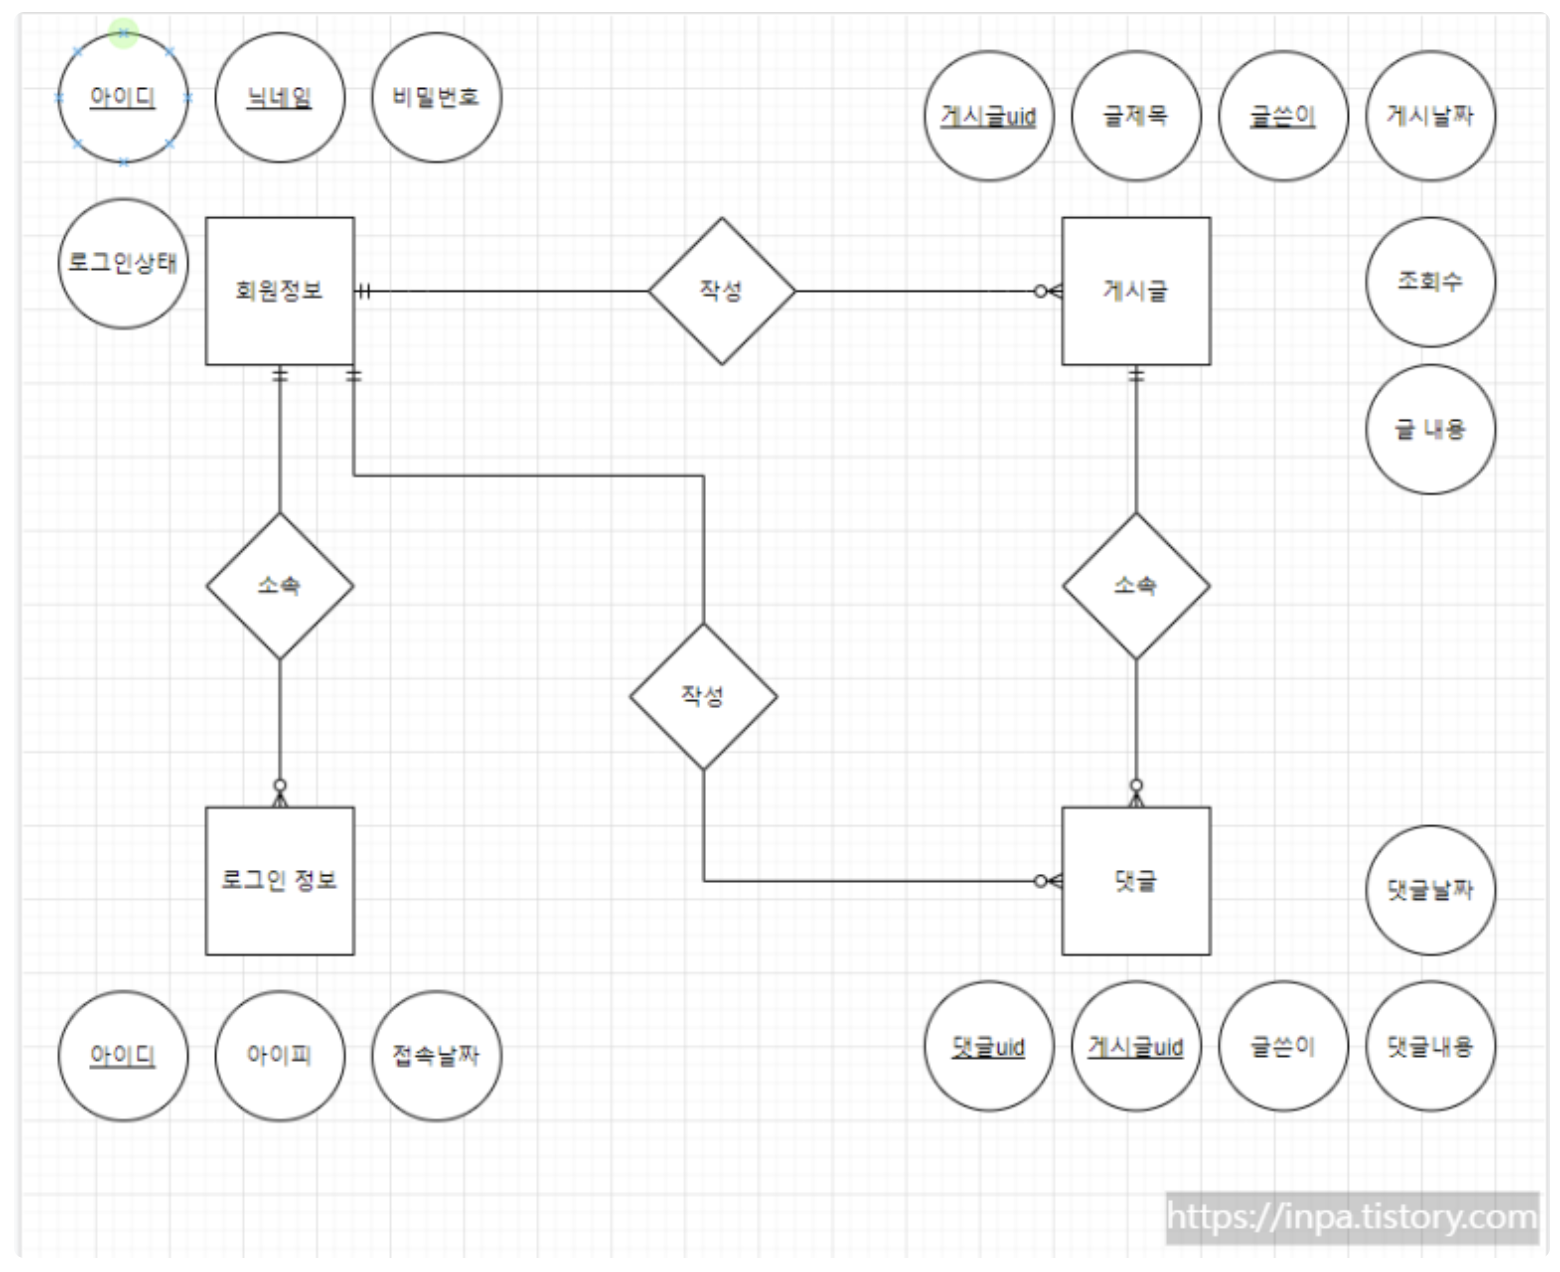 아이디
닉네임
비밀번호
게시글uid
글제목
글쓴이
게시날짜
로그인상태
회원정보
작성
게시글
조회수
글 내용
소속
소속
작성
로그인 정보
댓글
댓글날짜
아이디
아이피
접속날짜
댓글uid
게시글uid
글쓴이
댓글내용
https://inpa.tistory.com